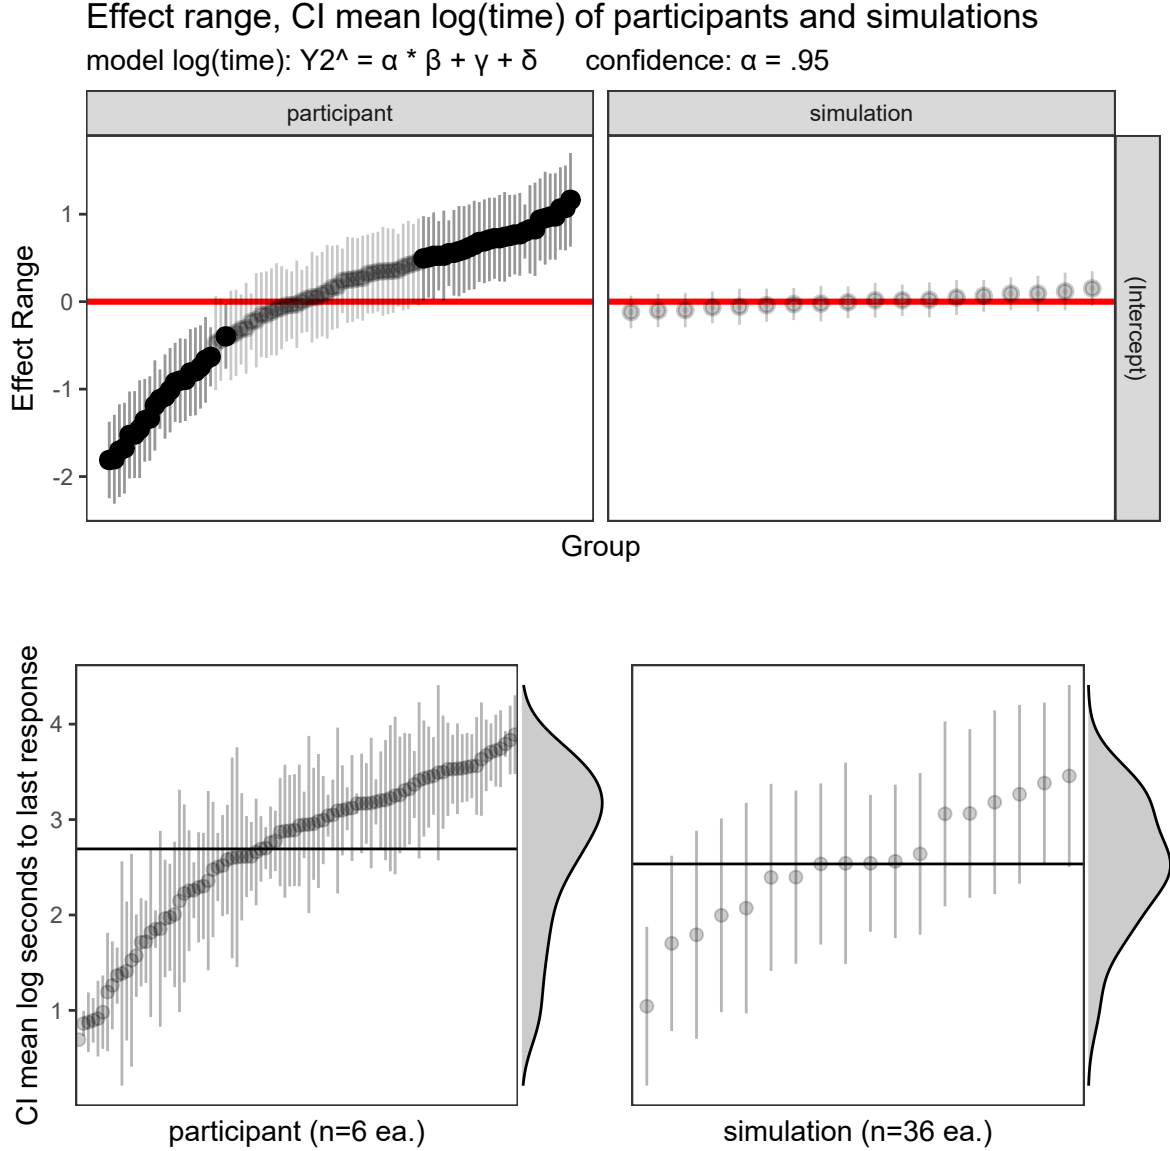 Effect range, CI mean log(time) of participants and simulations
model log(time): Y2^ = α * β + γ + δ confidence: α = .95
participant
simulation
Effect Range
1
0
-1
-2
(Intercept)
Group
CI mean log seconds to last response
4
3
2
1
participant (n=6 ea.)
simulation (n=36 ea.)